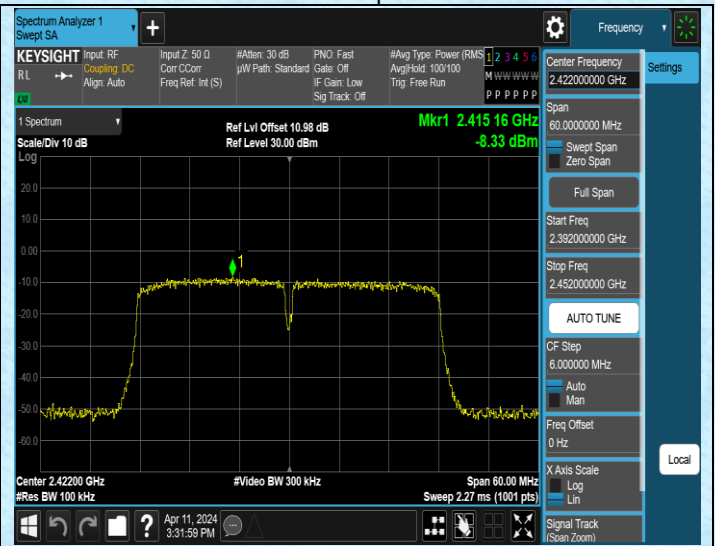 Spectrum Analyzer 1
Swept SA
+
Frequency
KEYSIGHT
RL
LXI
Input: RF
Coupling: DC
Align: Auto
Input Z: 50 Ω
Corr CCorr
Freq Ref: Int (S)
#Atten: 30 dB
µW Path: Standard
PNO: Fast
Gate: Off
IF Gain: Low
Sig Track: Off
#Avg Type: Power (RMS
Avg|Hold: 100/100
Trig: Free Run
1 2 3 4 5 6
M W W W W W
P P P P P P
1 Spectrum
Scale/Div 10 dB
Log
Ref Lvl Offset 10.98 dB
Ref Level 30.00 dBm
Mkr1 2.415 16 GHz
-8.33 dBm
20.0
10.0
0.00
-10.0
-20.0
-30.0
-40.0
-50.0
-60.0
1
Center 2.42200 GHz
#Res BW 100 kHz
#Video BW 300 kHz
Span 60.00 MHz
Sweep 2.27 ms (1001 pts)
?
Apr 11, 2024
3:31:59 PM
Center Frequency
2.422000000 GHz
Span
60.0000000 MHz
Swept Span
Zero Span
Full Span
Start Freq
2.392000000 GHz
Stop Freq
2.452000000 GHz
AUTO TUNE
CF Step
6.000000 MHz
Auto
Man
Freq Offset
0 Hz
X Axis Scale
Log
Lin
Signal Track
(Span Zoom)
Settings
Local